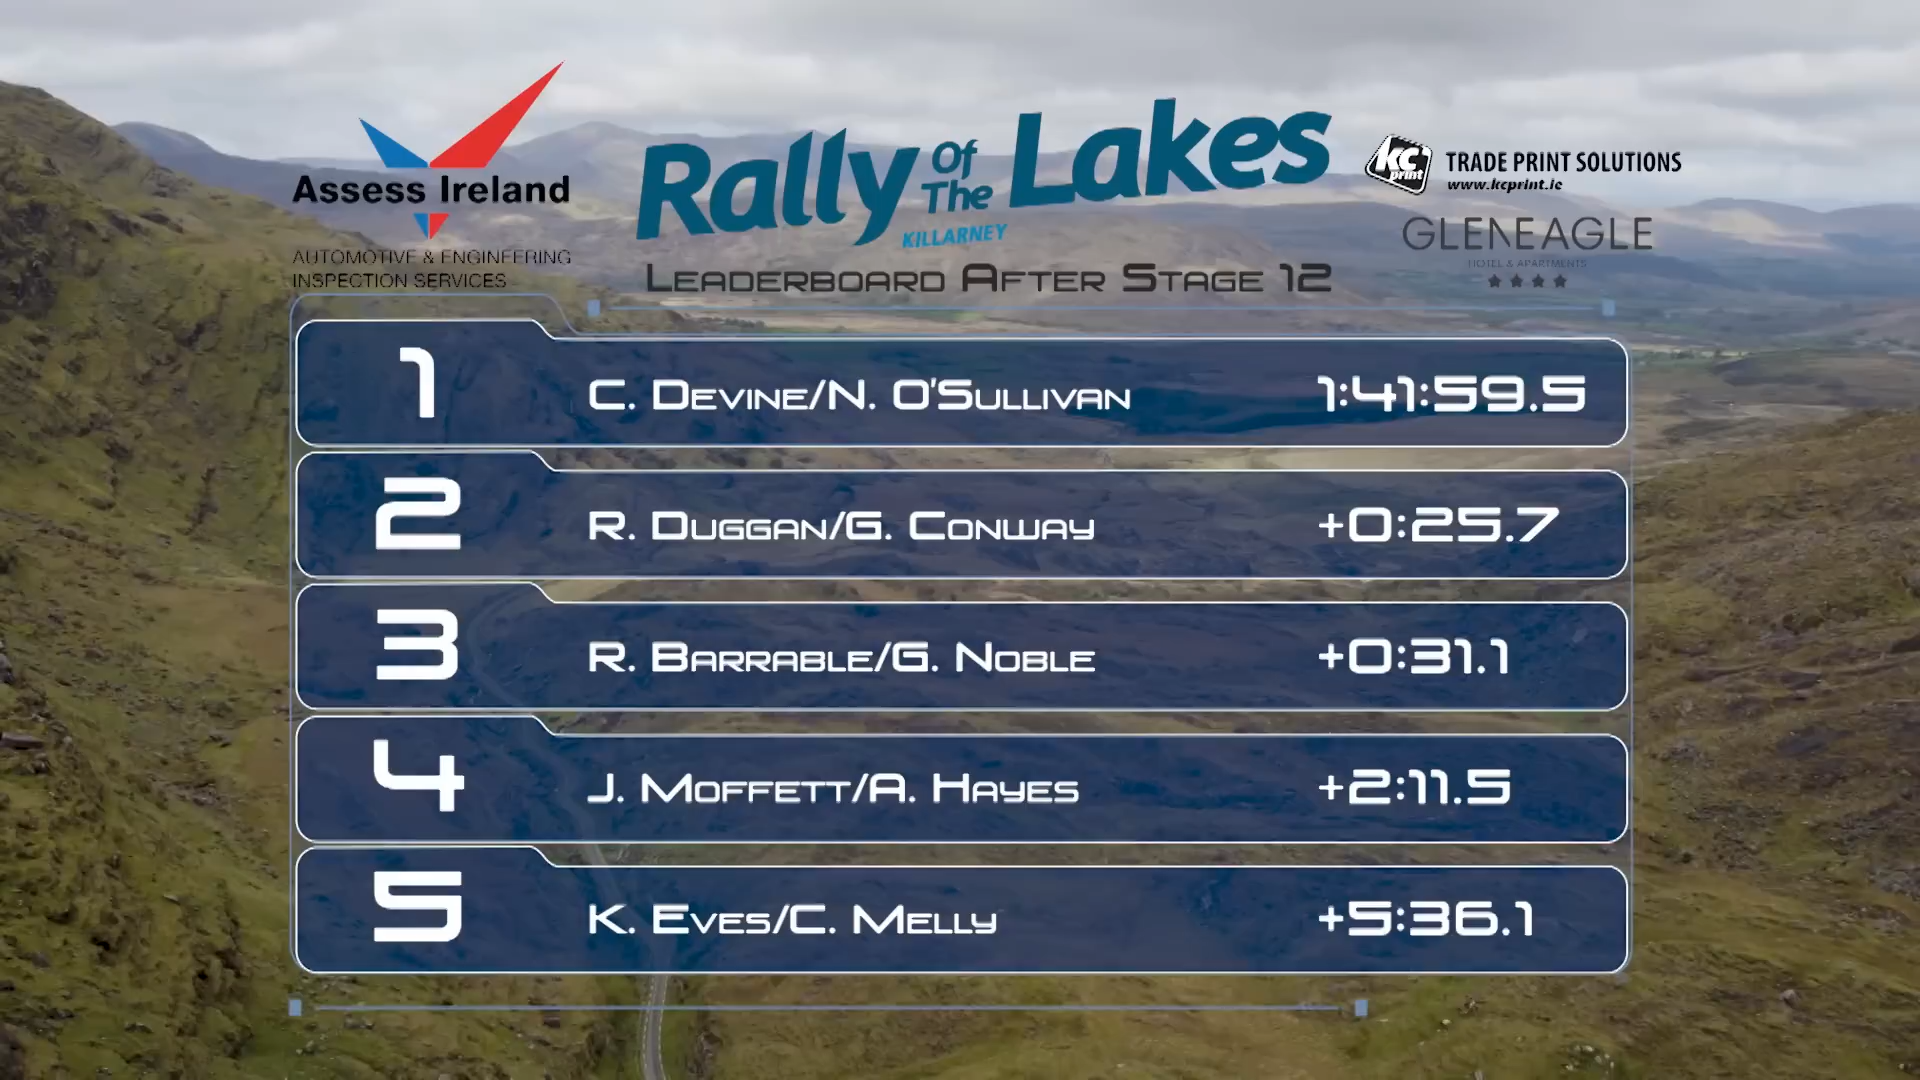 Assess Ireland
AUTOMOTIVE & ENGINEERING
INSPECTION SERVICES
Rally Of The Lakes
KILLARNEY
kc print
TRADE PRINT SOLUTIONS
www.kcprint.ie
GLENEAGLE
HOTEL & APARTMENTS
Leaderboard After Stage 12
1 C. Devine/N. O'Sullivan 1:41:59.5
2 R. Duggan/G. Conway +0:25.7
3 R. Barrable/G. Noble +0:31.1
4 J. Moffett/A. Hayes +2:11.5
5 K. Eves/C. Melly +5:36.1